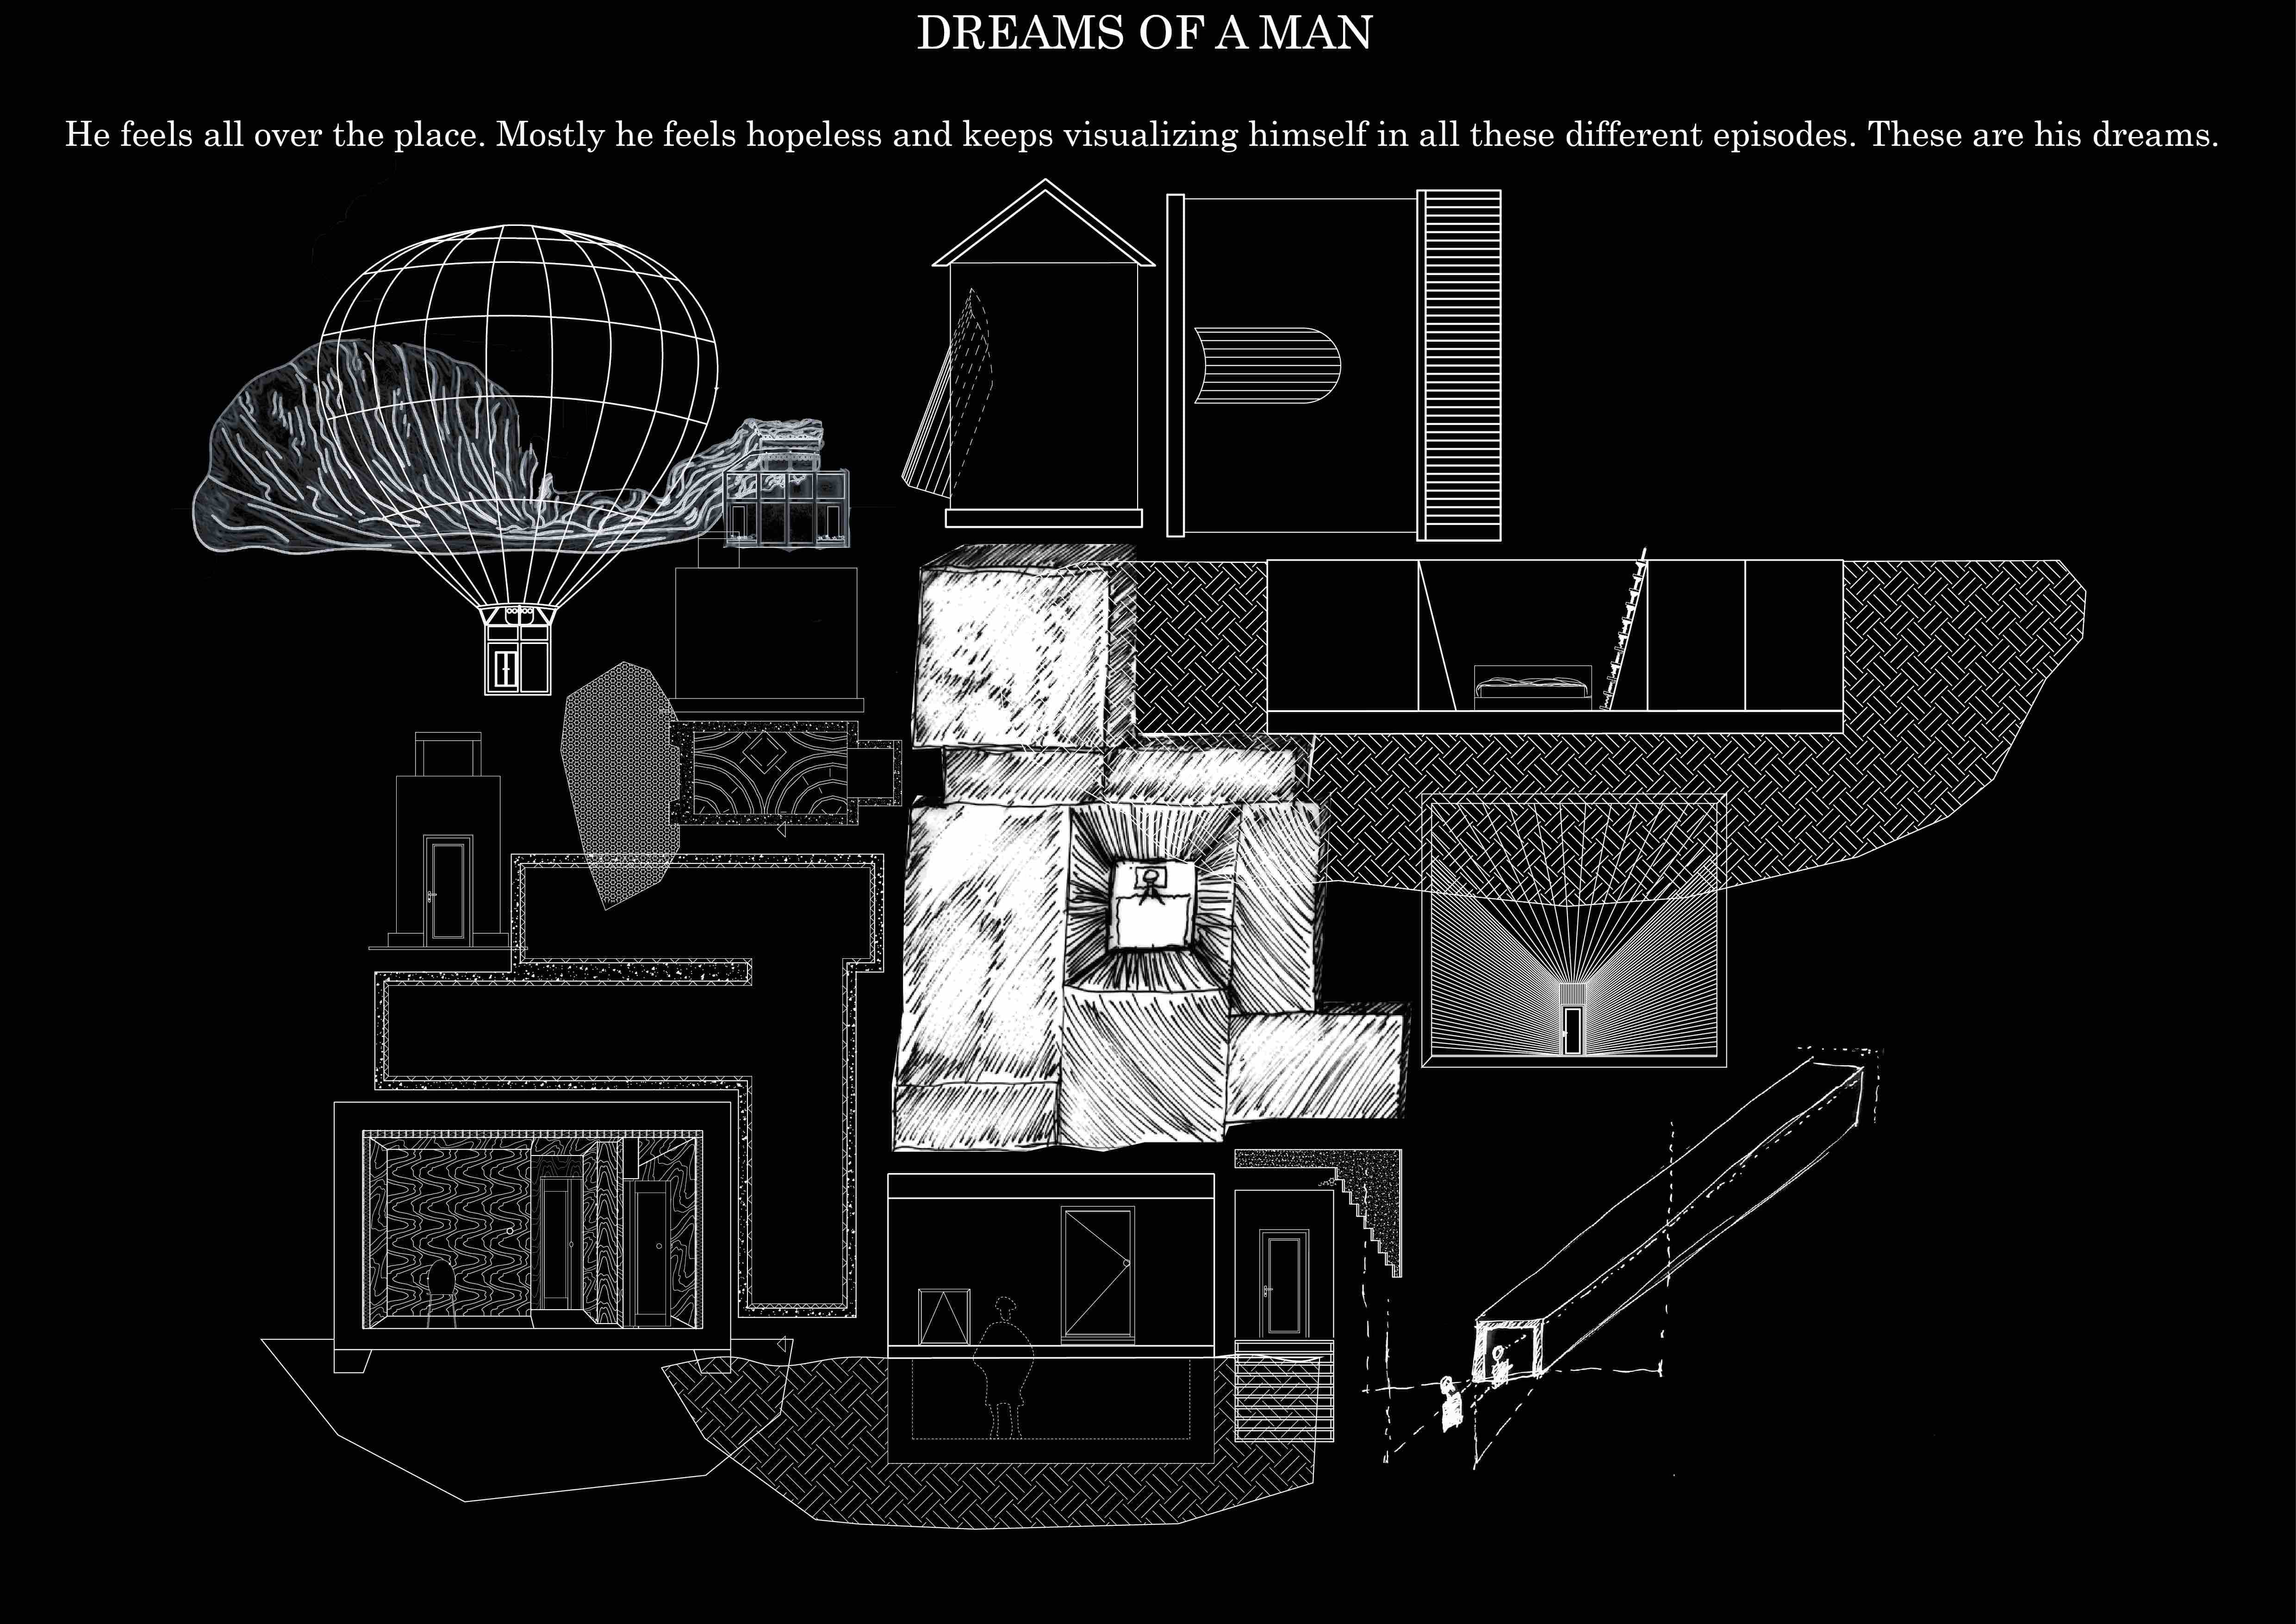 DREAMS OF A MAN
He feels all over the place. Mostly he feels hopeless and keeps visualizing himself in all these different episodes. These are his dreams.